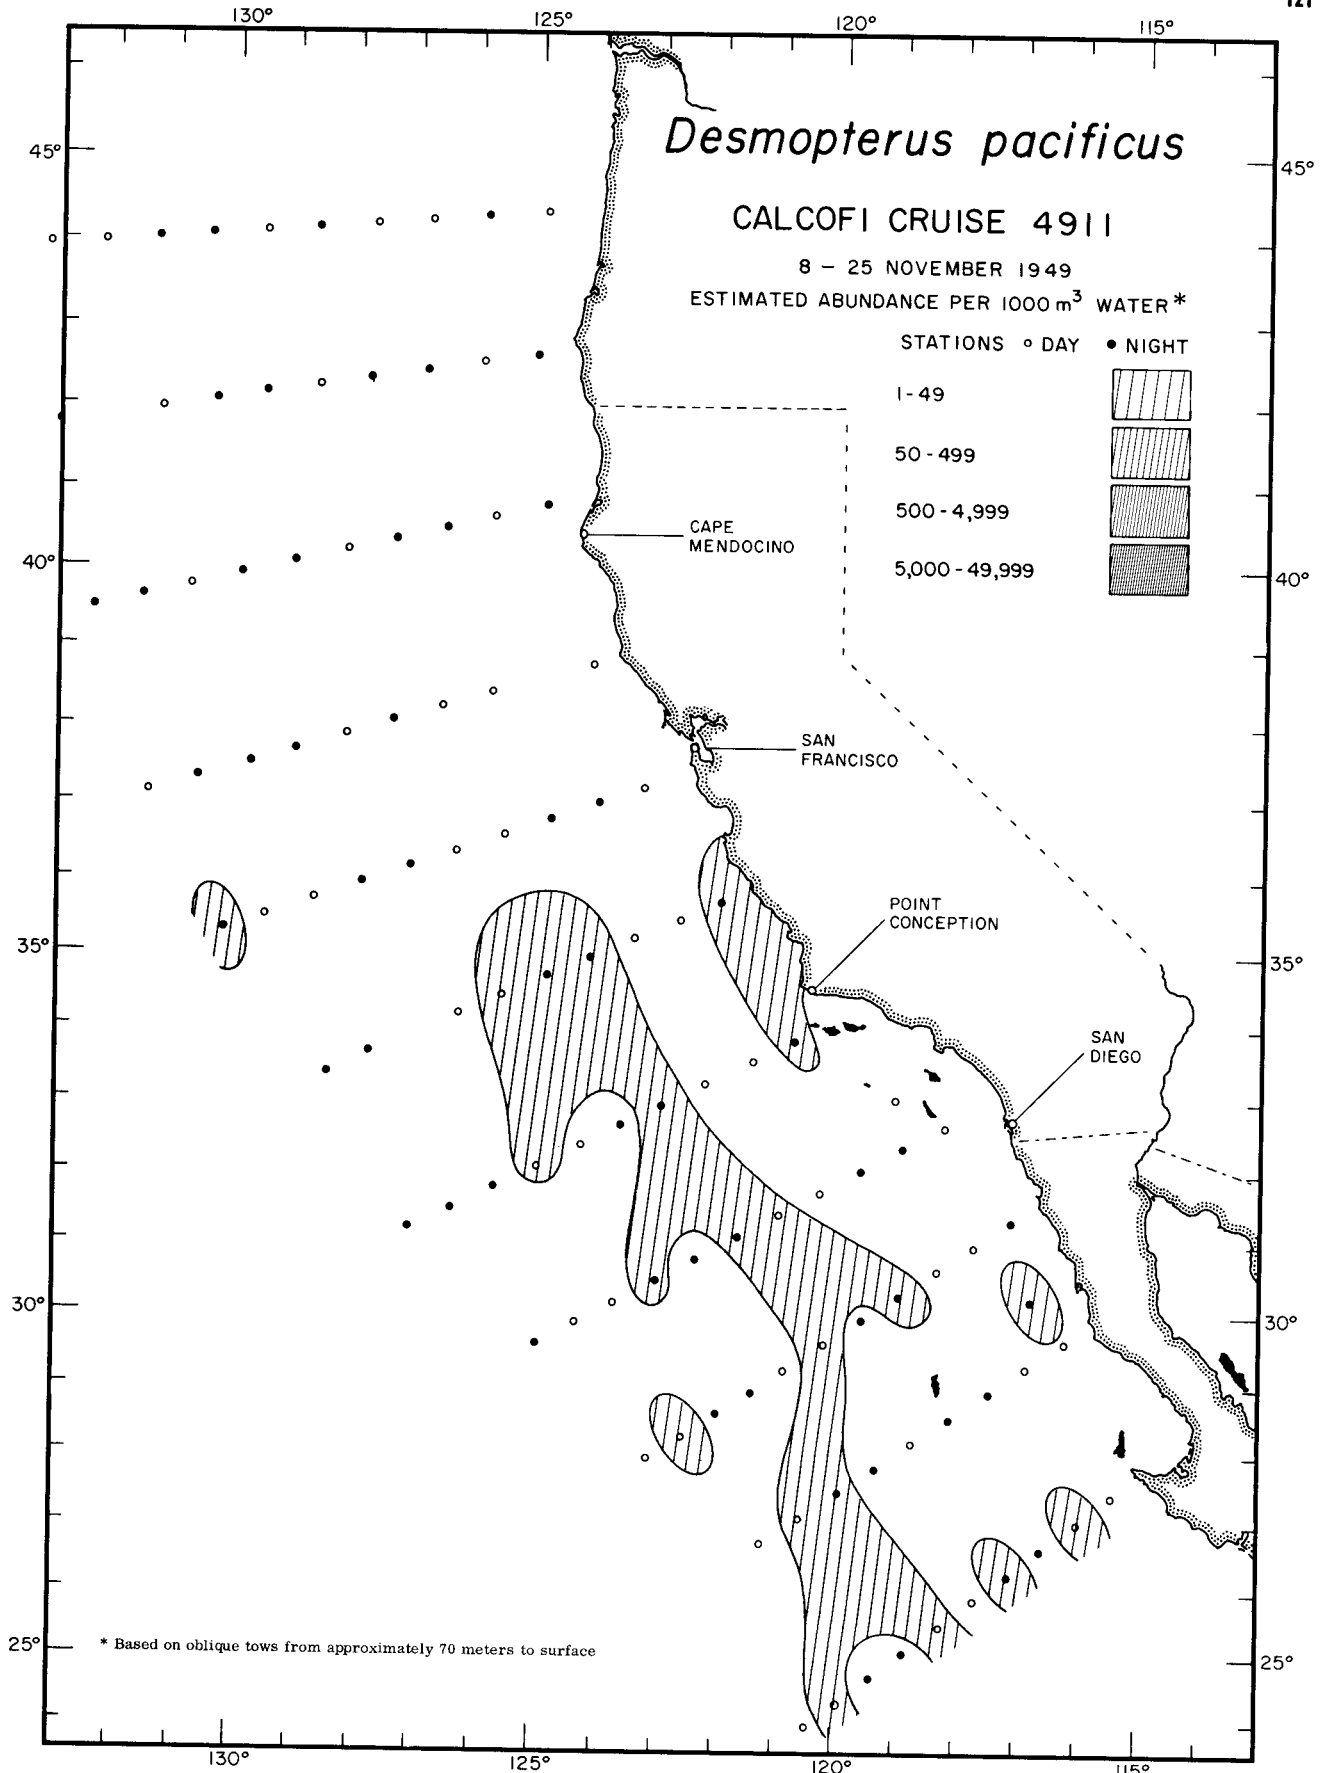 121
130°
125°
120°
115°
Desmopterus pacificus
45°
45°
CALCOFI CRUISE 4911
8 – 25 NOVEMBER 1949
ESTIMATED ABUNDANCE PER 1000 m³ WATER*
STATIONS ○ DAY ● NIGHT
1-49
50-499
500-4,999
5,000-49,999
CAPE
MENDOCINO
40°
40°
SAN
FRANCISCO
POINT
CONCEPTION
35°
35°
SAN
DIEGO
30°
30°
25°
25°
* Based on oblique tows from approximately 70 meters to surface
130°
125°
120°
115°